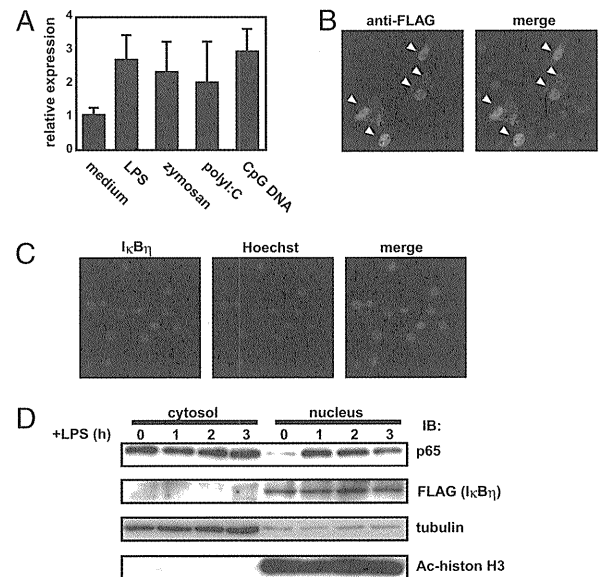 A
relative expression
4
3
2
1
0
medium
LPS
zymosan
polyI:C
CpG DNA
B
anti-FLAG
merge
C
IκBη
Hoechst
merge
D
cytosol
nucleus
IB:
+LPS (h)
0 1 2 3 0 1 2 3
p65
FLAG (IκBη)
tubulin
Ac-histon H3